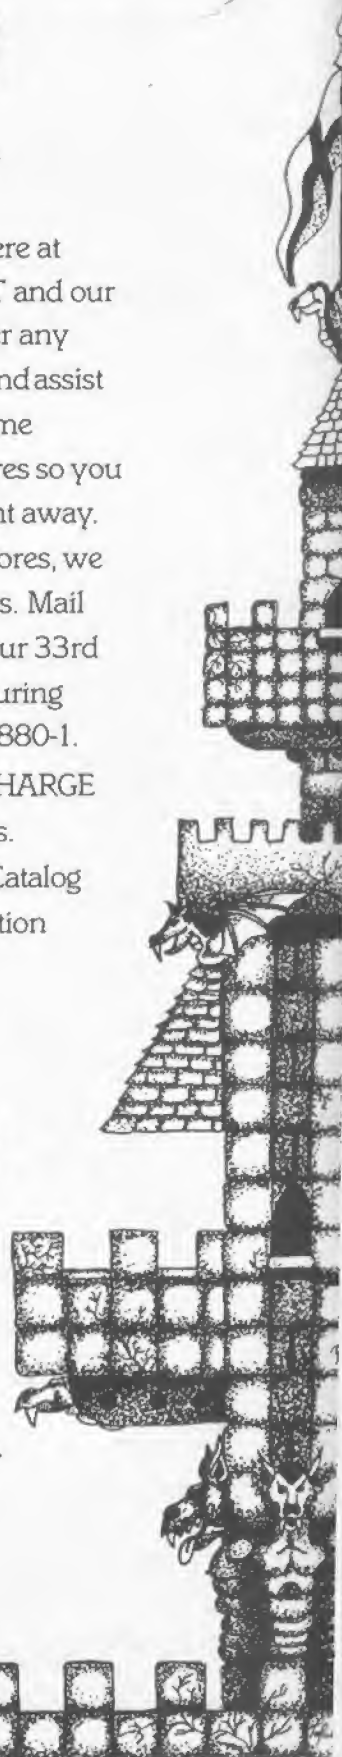 ere at
T and our
r any
nd assist
me
res so you
nt away.
ores, we
s. Mail
ur 33rd
uring
880-1.
HARGE
s.
Catalog
tion